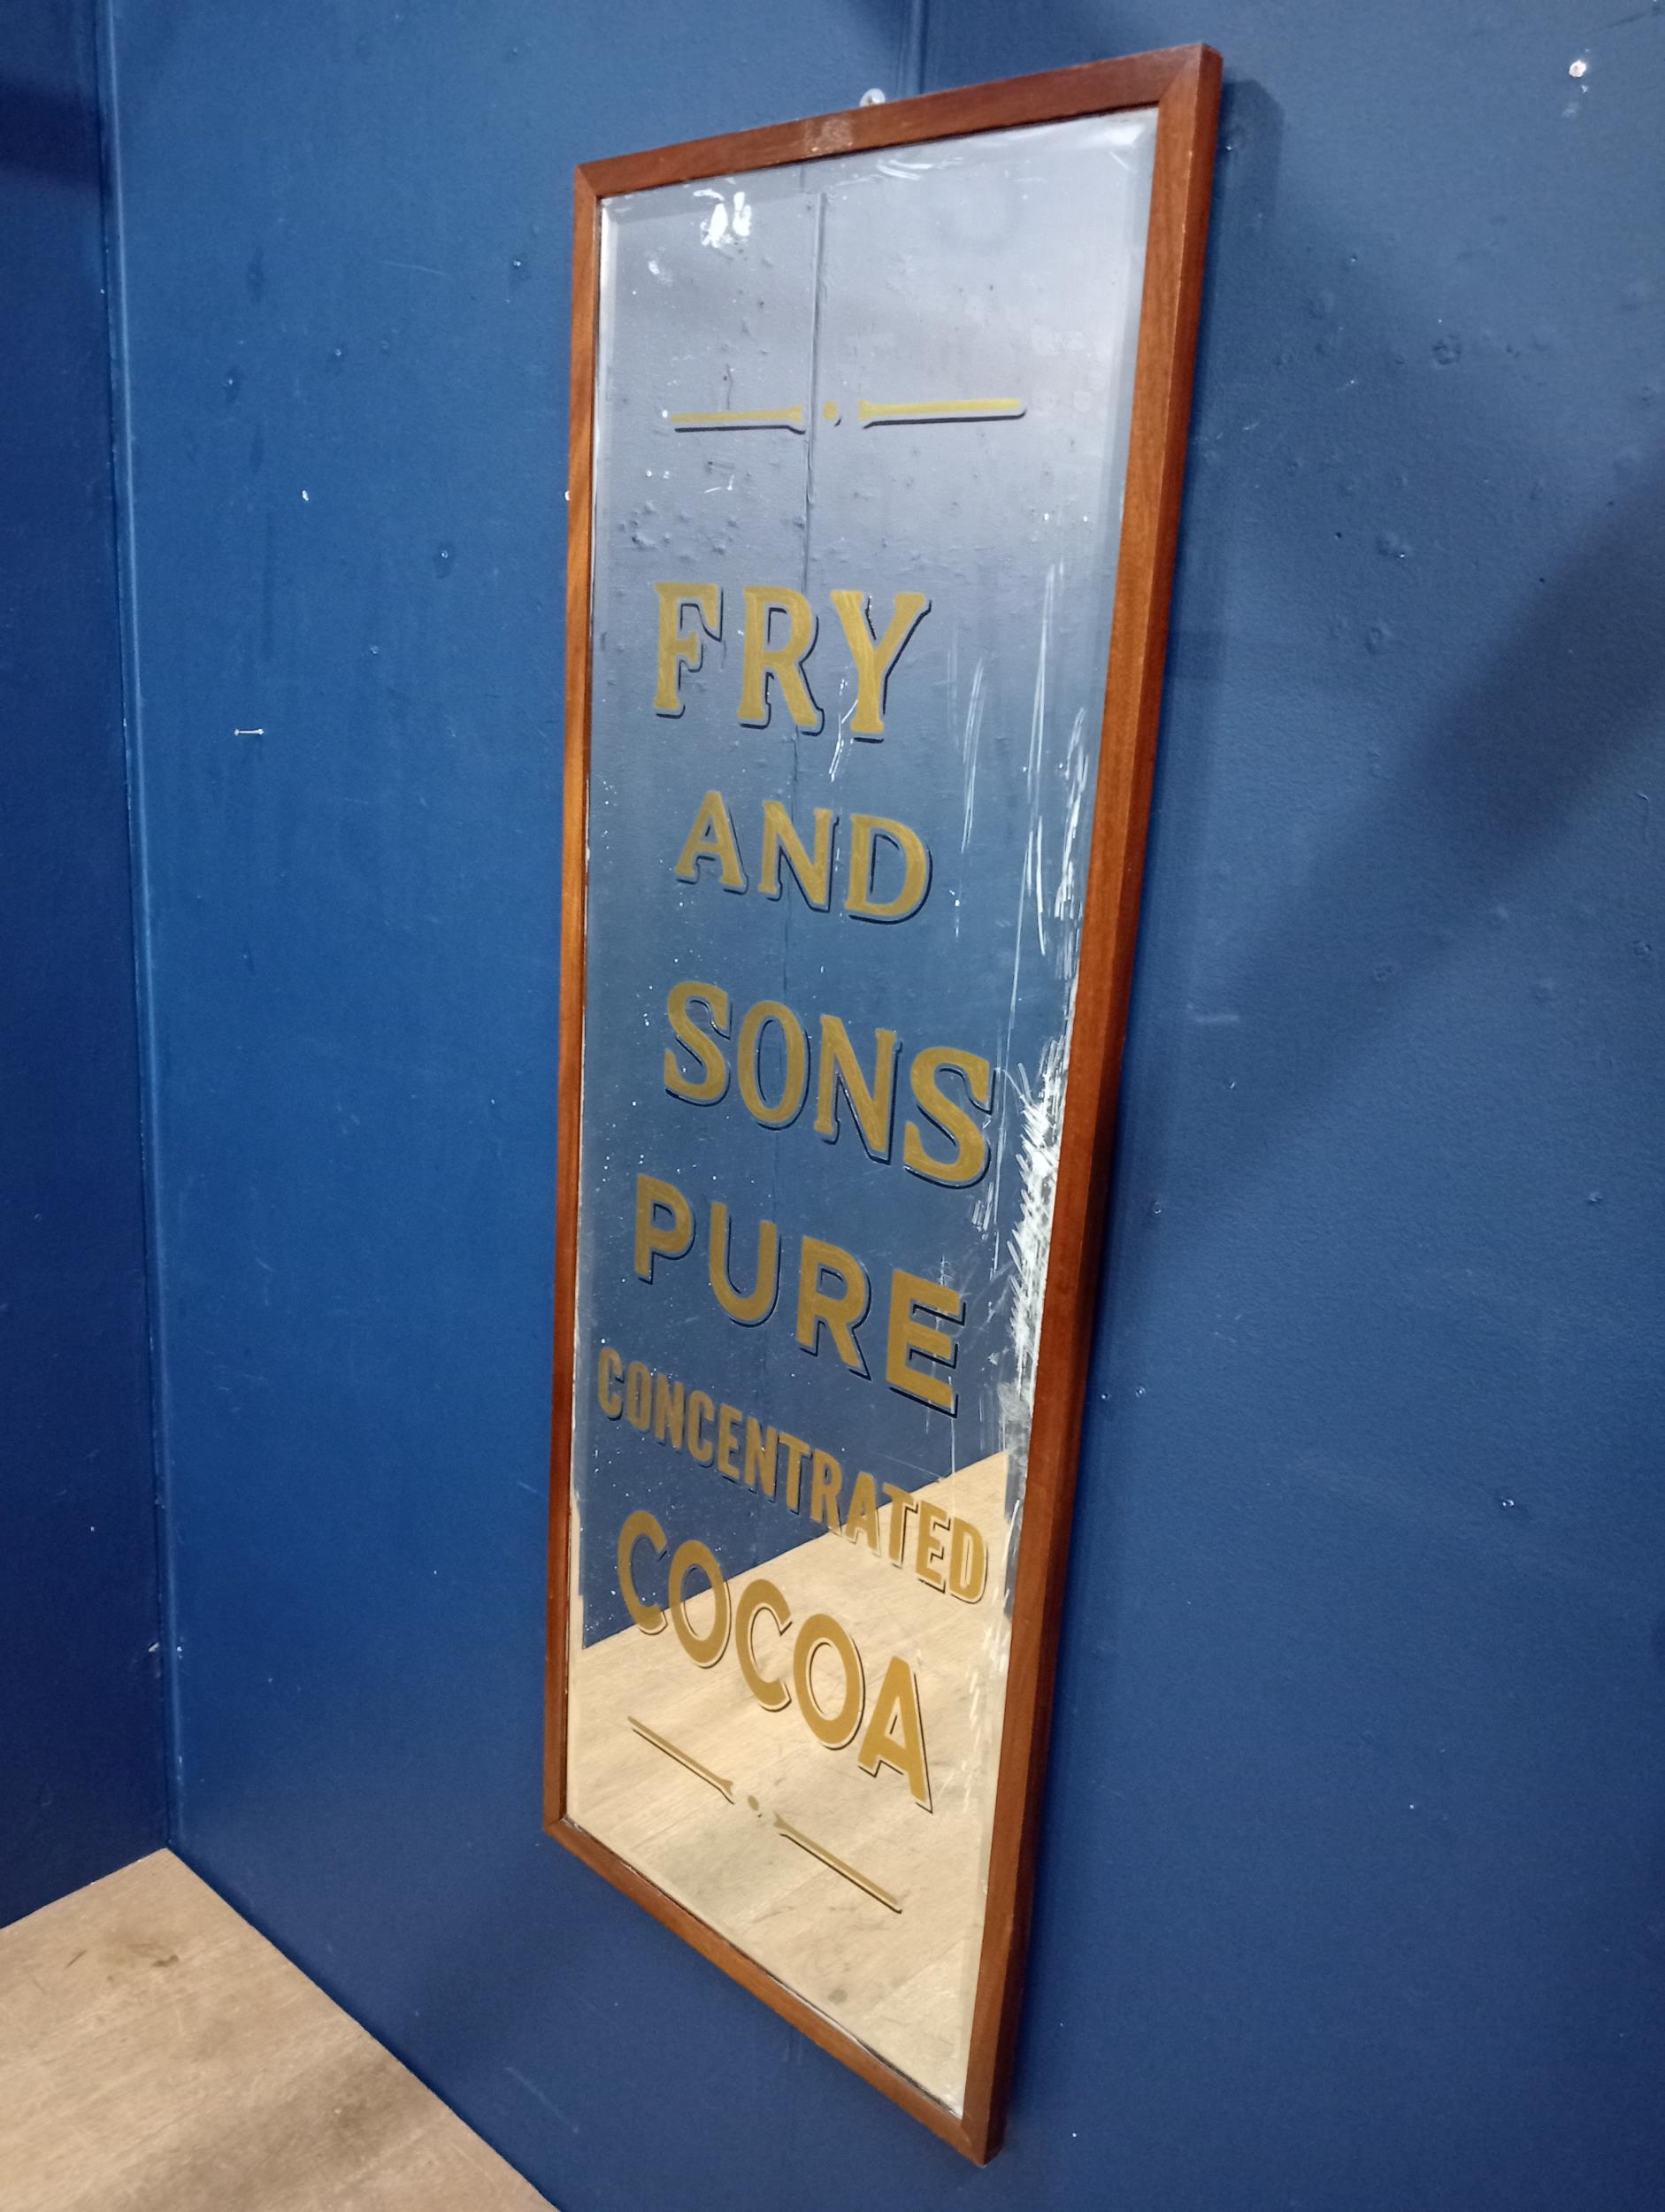 FRY
AND
SONS
PURE
CONCENTRATED
COCOA